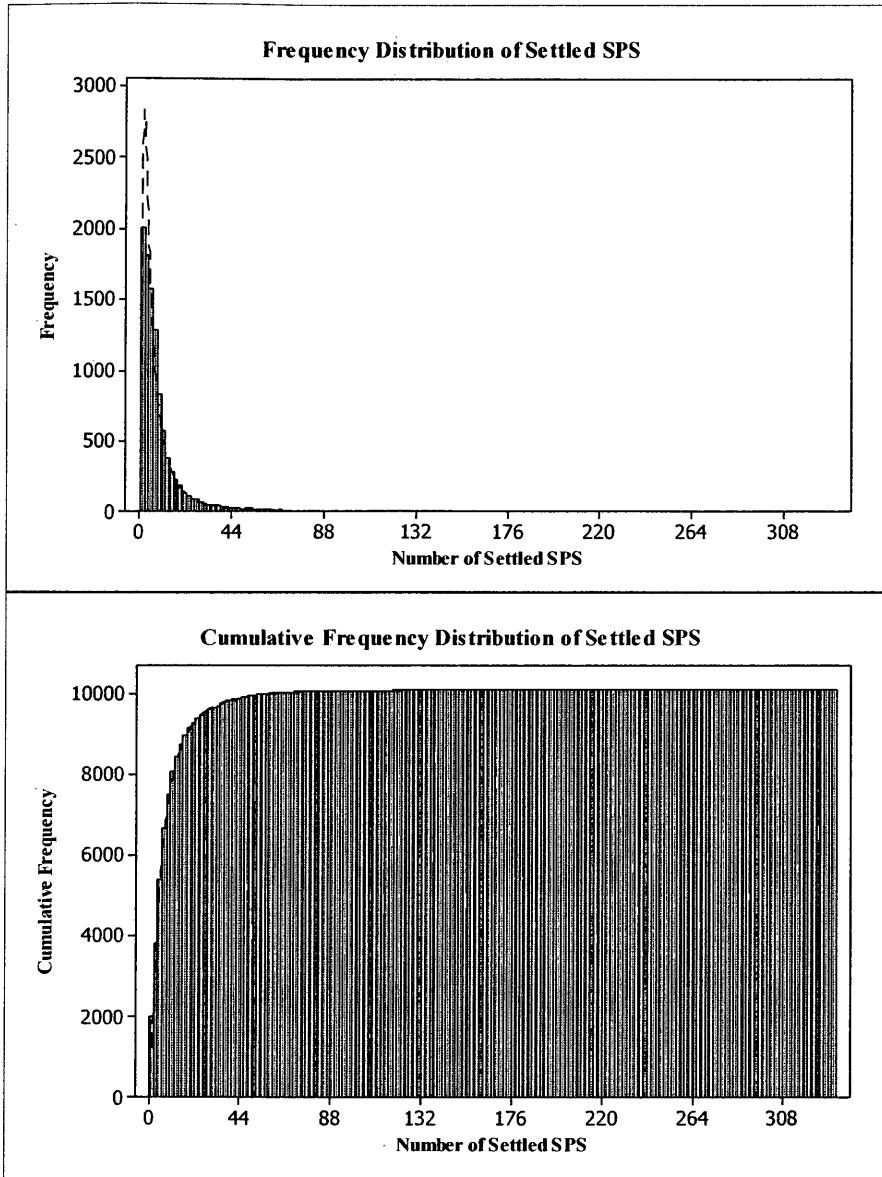 Frequency Distribution of Settled SPS
3000
2500
2000
1500
1000
500
0
Frequency
0 44 88 132 176 220 264 308
Number of Settled SPS
Cumulative Frequency Distribution of Settled SPS
10000
8000
6000
4000
2000
0
Cumulative Frequency
0 44 88 132 176 220 264 308
Number of Settled SPS